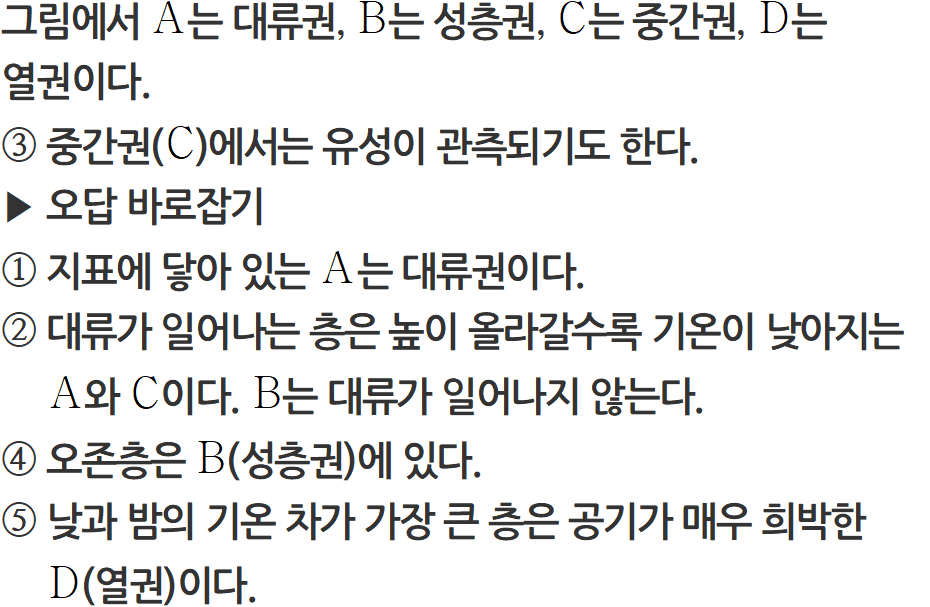 그림에서 A는 대류권, B는 성층권, C는 중간권, D는
열권이다.
③ 중간권(C)에서는 유성이 관측되기도 한다.
▶ 오답 바로잡기
① 지표에 닿아 있는 A는 대류권이다.
② 대류가 일어나는 층은 높이 올라갈수록 기온이 낮아지는
A와 C이다. B는 대류가 일어나지 않는다.
④ 오존층은 B(성층권)에 있다.
⑤ 낮과 밤의 기온 차가 가장 큰 층은 공기가 매우 희박한
D(열권)이다.